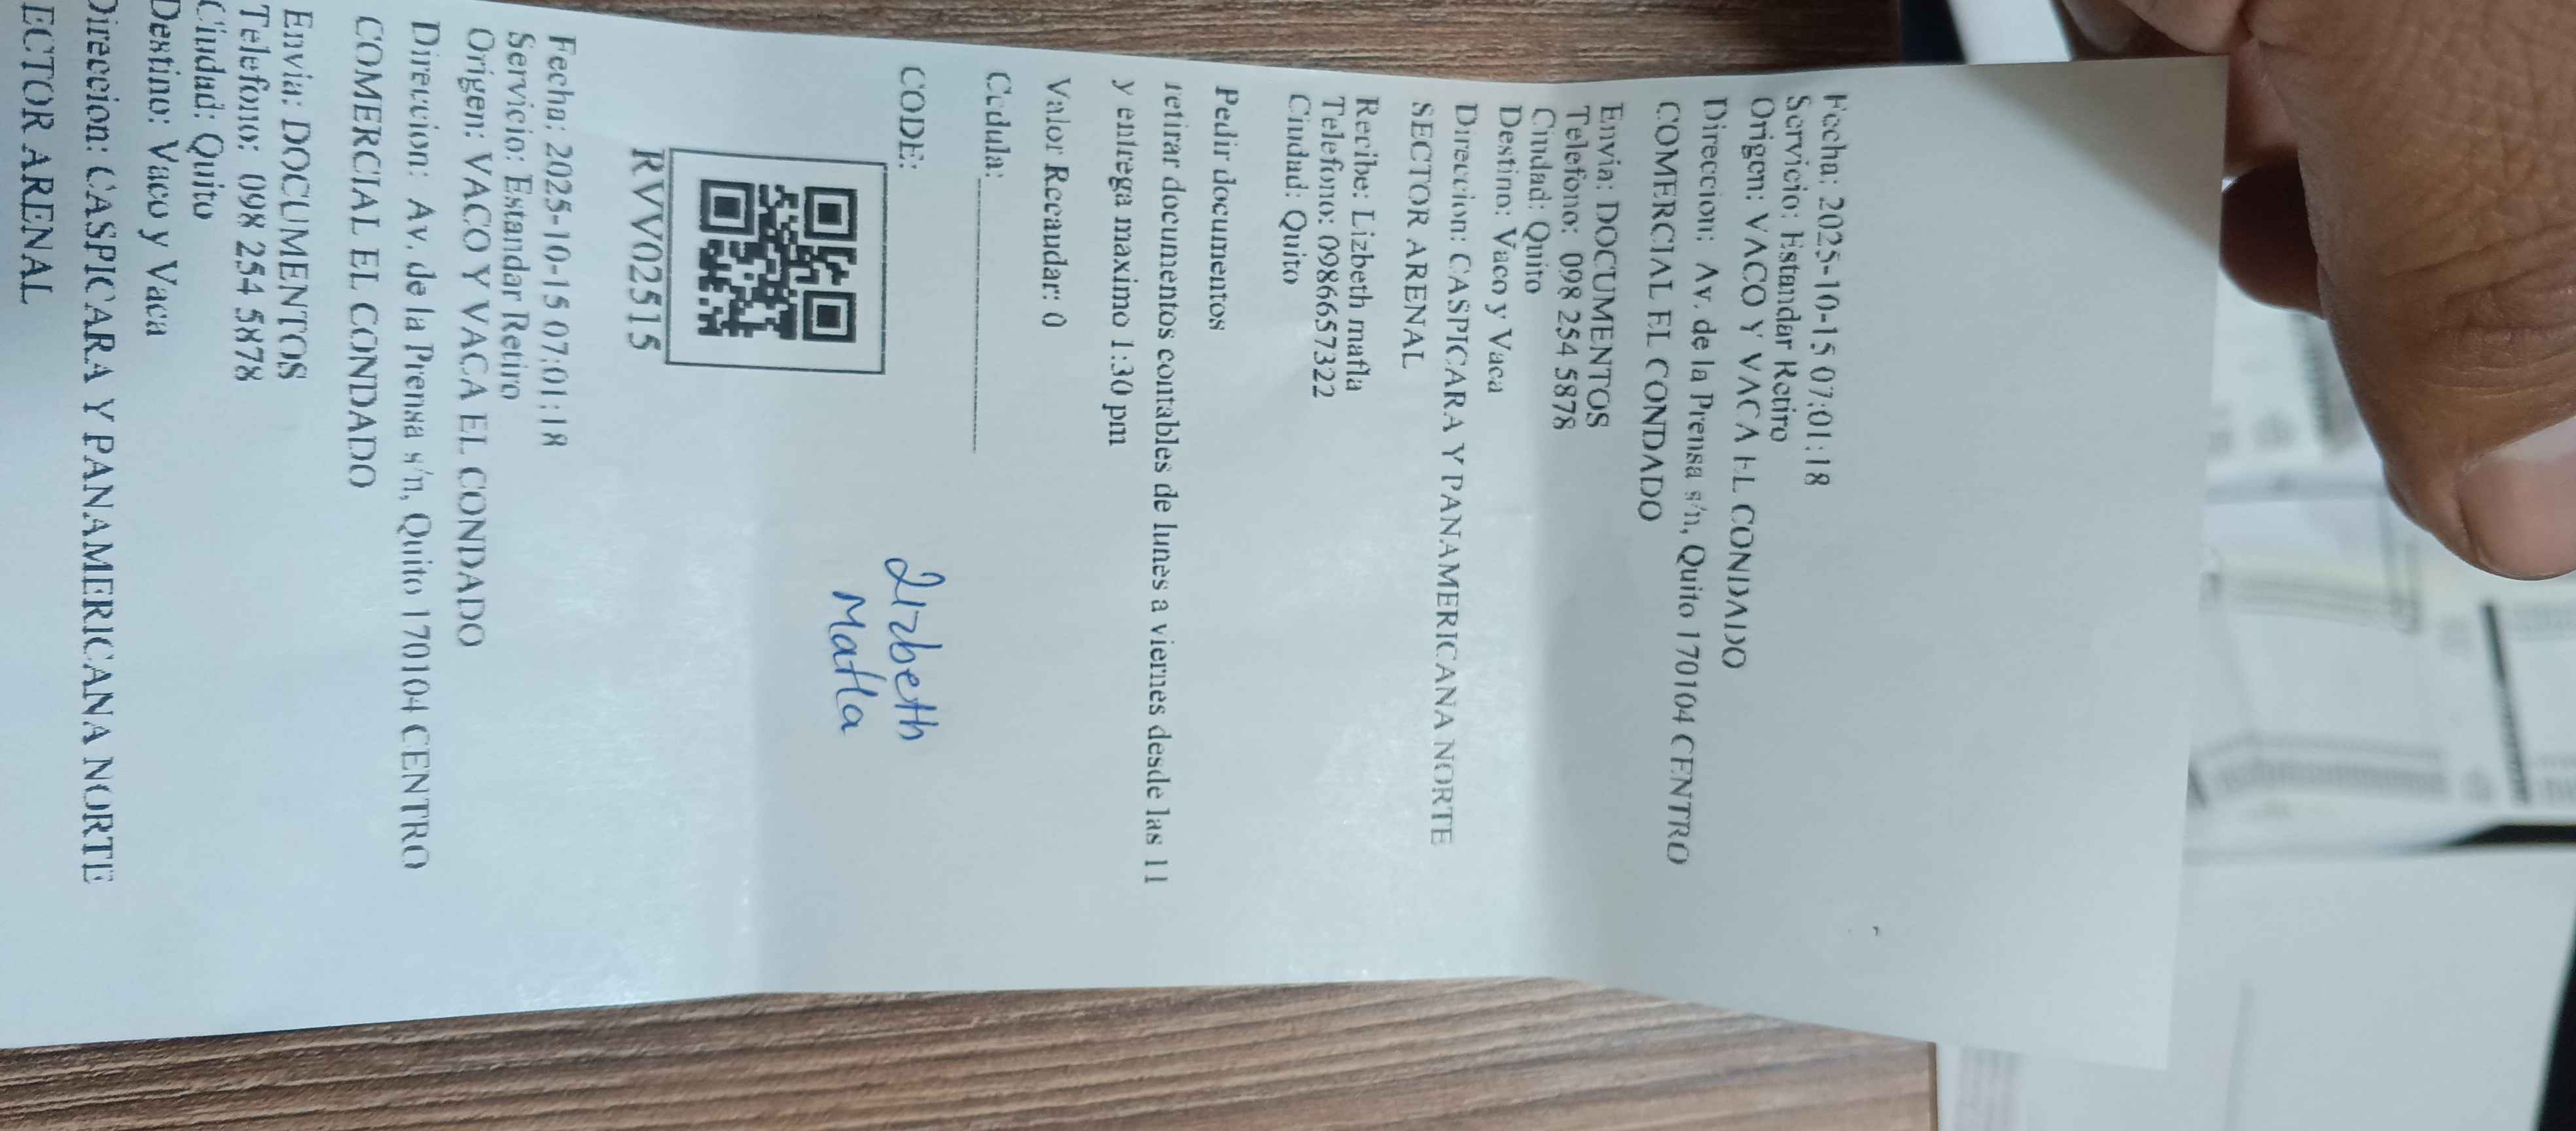 Fecha: 2025-10-15 07:01:18
Servicio: Estandar Retiro
Origen: VACO Y VACA EL CONDADO
Direccion: Av. de la Prensa s/n, Quito 170104 CENTRO
COMERCIAL EL CONDADO
Envia: DOCUMENTOS
Telefono: 098 254 5878
Ciudad: Quito
Destino: Vaco y Vaca
Direccion: CASPICARA Y PANAMERICANA NORTE
SECTOR ARENAL
Recibe: Lizbeth mafla
Telefono: 0986657322
Ciudad: Quito
Pedir documentos
retirar documentos contables de lunes a viernes desde las 11
y entrega maximo 1:30 pm
Valor Recaudar: 0
Cedula:
CODE:
Lizbeth
Mafla
RVV02515
Fecha: 2025-10-15 07:01:18
Servicio: Estandar Retiro
Origen: VACO Y VACA EL CONDADO
Direccion: Av. de la Prensa s/n, Quito 170104 CENTRO
COMERCIAL EL CONDADO
Envia: DOCUMENTOS
Telefono: 098 254 5878
Ciudad: Quito
Destino: Vaco y Vaca
Direccion: CASPICARA Y PANAMERICANA NORTE
ECTOR ARENAL